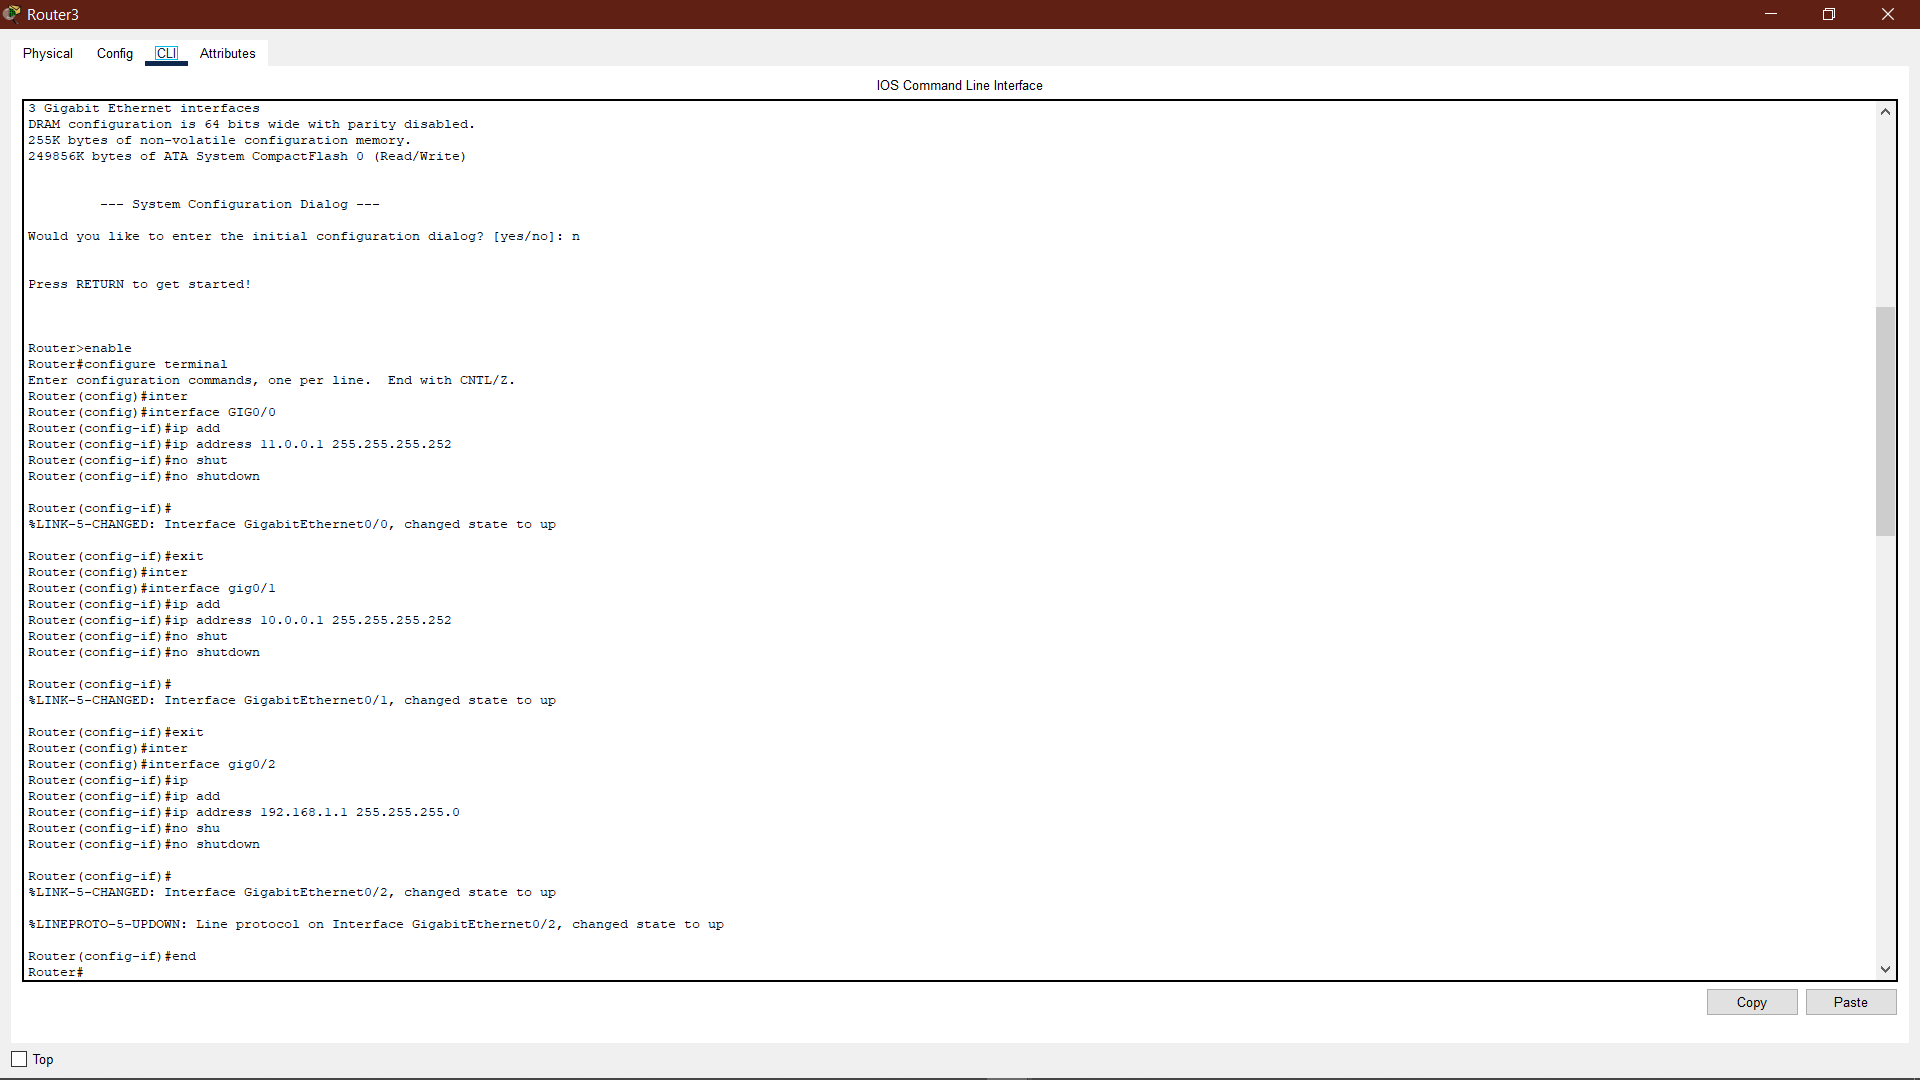 Router3
Physical Config CLI Attributes
IOS Command Line Interface
3 Gigabit Ethernet interfaces
DRAM configuration is 64 bits wide with parity disabled.
255K bytes of non-volatile configuration memory.
249856K bytes of ATA System CompactFlash 0 (Read/Write)
--- System Configuration Dialog ---
Would you like to enter the initial configuration dialog? [yes/no]: n
Press RETURN to get started!
Router>enable
Router#configure terminal
Enter configuration commands, one per line.  End with CNTL/Z.
Router(config)#inter
Router(config)#interface GIG0/0
Router(config-if)#ip add
Router(config-if)#ip address 11.0.0.1 255.255.255.252
Router(config-if)#no shut
Router(config-if)#no shutdown
Router(config-if)#
%LINK-5-CHANGED: Interface GigabitEthernet0/0, changed state to up
Router(config-if)#exit
Router(config)#inter
Router(config)#interface gig0/1
Router(config-if)#ip add
Router(config-if)#ip address 10.0.0.1 255.255.255.252
Router(config-if)#no shut
Router(config-if)#no shutdown
Router(config-if)#
%LINK-5-CHANGED: Interface GigabitEthernet0/1, changed state to up
Router(config-if)#exit
Router(config)#inter
Router(config)#interface gig0/2
Router(config-if)#ip
Router(config-if)#ip add
Router(config-if)#ip address 192.168.1.1 255.255.255.0
Router(config-if)#no shu
Router(config-if)#no shutdown
Router(config-if)#
%LINK-5-CHANGED: Interface GigabitEthernet0/2, changed state to up
%LINEPROTO-5-UPDOWN: Line protocol on Interface GigabitEthernet0/2, changed state to up
Router(config-if)#end
Router#
Copy Paste
Top